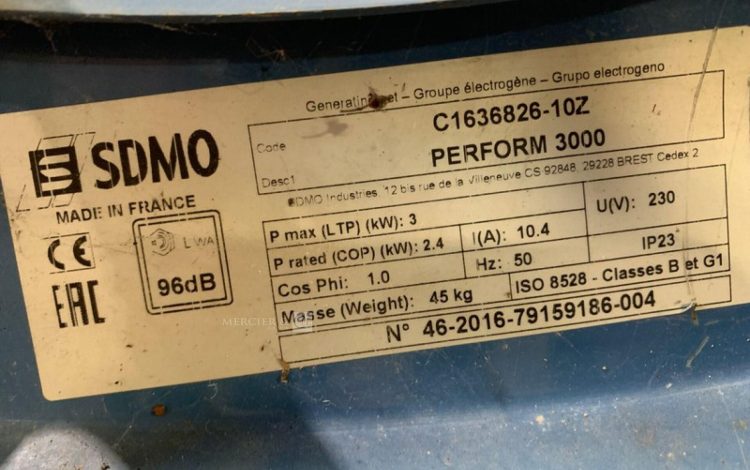 Generating set – Groupe électrogène – Grupo electrogeno
SDMO
MADE IN FRANCE
CE
EAC
LWA
96dB
Code C1636826-10Z
Desc1 PERFORM 3000
SDMO Industries, 12 bis rue de la Villeneuve CS 92848, 29228 BREST Cedex 2
P max (LTP) (kW): 3
P rated (COP) (kW): 2.4 I(A): 10.4 U(V): 230
Cos Phi: 1.0 Hz: 50 IP23
Masse (Weight): 45 kg ISO 8528 - Classes B et G1
N° 46-2016-79159186-004
MERCIER